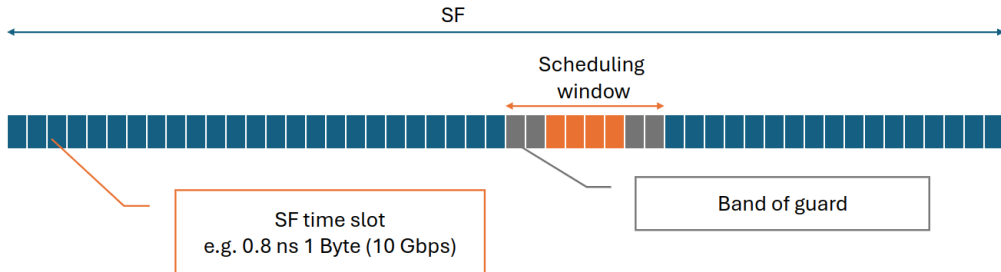 SF
Scheduling
window
SF time slot
e.g. 0.8 ns 1 Byte (10 Gbps)
Band of guard